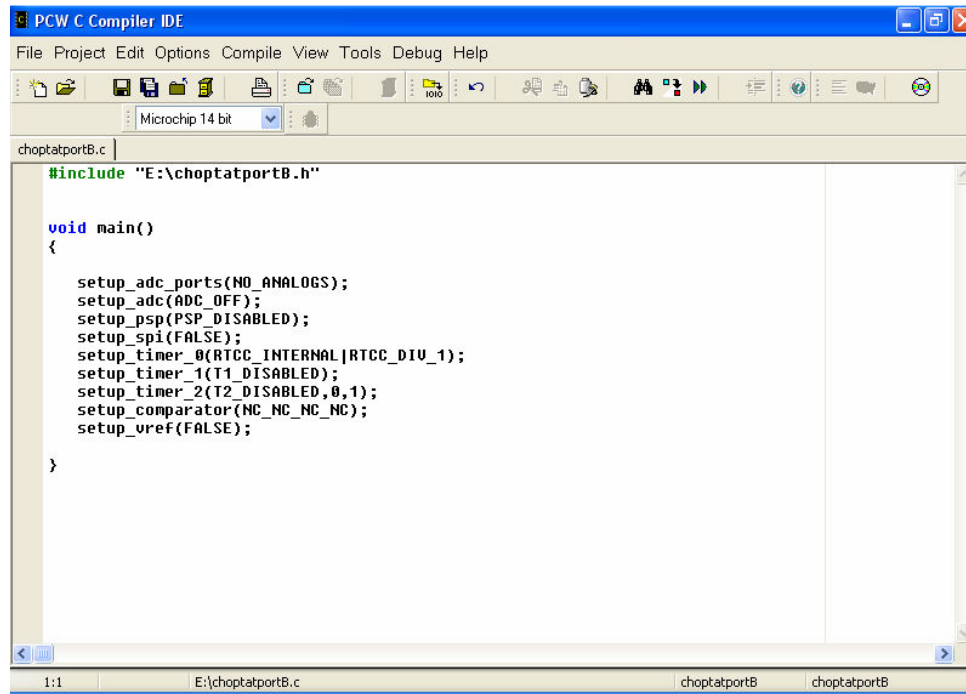 PCW C Compiler IDE
File Project Edit Options Compile View Tools Debug Help
1010
Microchip 14 bit
choptatportB.c
#include "E:\choptatportB.h"
void main()
{
setup_adc_ports(NO_ANALOGS);
setup_adc(ADC_OFF);
setup_psp(PSP_DISABLED);
setup_spi(FALSE);
setup_timer_0(RTCC_INTERNAL|RTCC_DIV_1);
setup_timer_1(T1_DISABLED);
setup_timer_2(T2_DISABLED,0,1);
setup_comparator(NC_NC_NC_NC);
setup_vref(FALSE);
}
1:1 E:\choptatportB.c choptatportB choptatportB